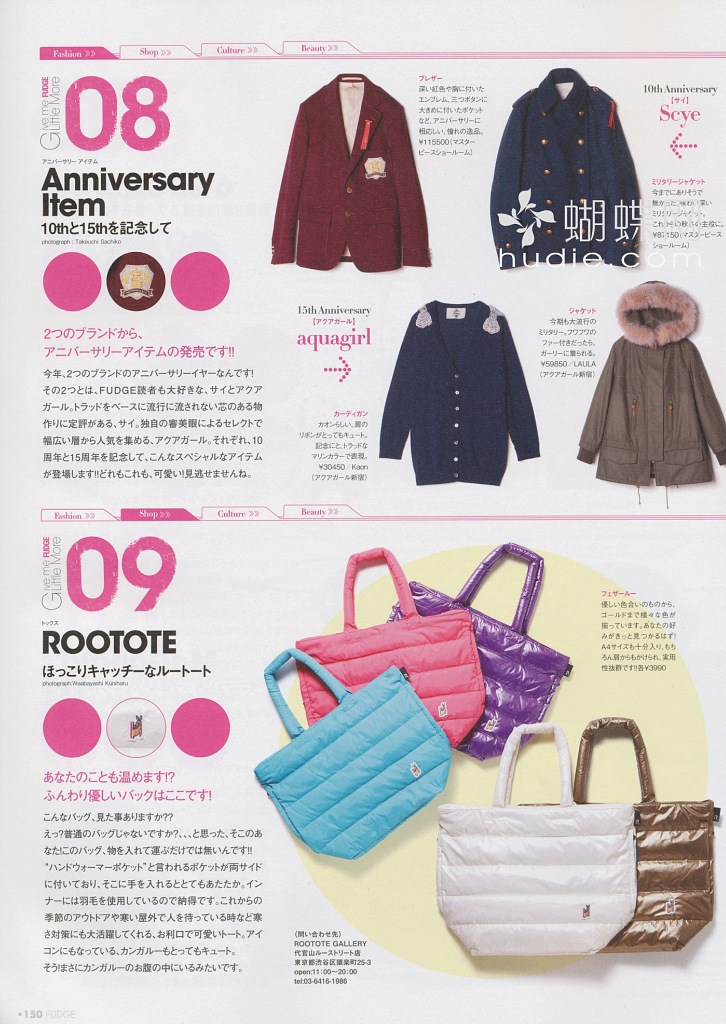 Fashion
Shop
Culture
Beauty
Give me FUDGE
Little More
08
アニバーサリー アイテム
Anniversary
Item
10thと15thを記念して
photograph : Takeuchi Sachiko
2つのブランドから、
アニバーサリーアイテムの発売です!!
今年、2つのブランドのアニバーサリーイヤーなんです!
その2つとは、FUDGE読者も大好きな、サイとアクア
ガール。トラッドをベースに流行に流されない芯のある物
作りに定評がある、サイ。独自の審美眼によるセレクトで
幅広い層から人気を集める、アクアガール。それぞれ、10
周年と15周年を記念して、こんなスペシャルなアイテム
が登場します!!どれもこれも、可愛い!見逃せませんね。
ブレザー
深い紅色や胸に付いた
エンブレム、三つボタンに
大きめに付いたポケット
など、アニバーサリーに
相応しい、憧れの逸品。
¥115500(マスター
ピースショールーム)
10th Anniversary
【サイ】
Scye
ミリタリージャケット
今までにありそうで
無かった、味わい深い
ミリタリージャケット。
これからの秋冬の主役に。
¥87150(マスターピース
ショールーム)
蝴蝶
hudie.com
15th Anniversary
【アクアガール】
aquagirl
カーディガン
カオンらしい、肩の
リボンがとってもキュート。
記念にと、トラッドな
マリンカラーで表現。
¥30450/Kaon
(アクアガール新宿)
ジャケット
今期も大流行の
ミリタリー。フワフワの
ファー付きだったら、
ガーリーに着られる。
¥59850/LAULA
(アクアガール新宿)
Fashion
Shop
Culture
Beauty
Give me FUDGE
Little More
09
トックス
ROOTOTE
ほっこりキャッチーなルートート
photograph:Waabayashi Kuniharu
あなたのことも温めます!?
ふんわり優しいバックはここです!
こんなバッグ、見た事ありますか??
えっ?普通のバッグじゃないですか?、、、と思った、そこのあ
なた!このバッグ、物を入れて運ぶだけでは無いんです!!
“ハンドウォーマーポケット”と言われるポケットが両サイド
に付いており、そこに手を入れるととてもあたたか。イン
ナーには羽毛を使用しているので納得です。これからの
季節のアウトドアや寒い屋外で人を待っている時など寒
さ対策にも大活躍してくれる、お利口で可愛いトート。アイ
コンにもなっている、カンガルーもとってもキュート。
そう!まさにカンガルーのお腹の中にいるみたいです。
フェザールー
優しい色合いのものから、
ゴールドまで様々な色が
揃っています。あなたの好
みがきっと見つかるはず!
A4サイズも十分入り、もち
ろん肩からもかけられ、実用
性抜群です!!各¥3990
(問い合わせ先)
ROOTOTE GALLERY
代官山ルーストリート店
東京都渋谷区猿楽町25-3
open:11:00〜20:00
tel:03-6416-1986
•150 FUDGE